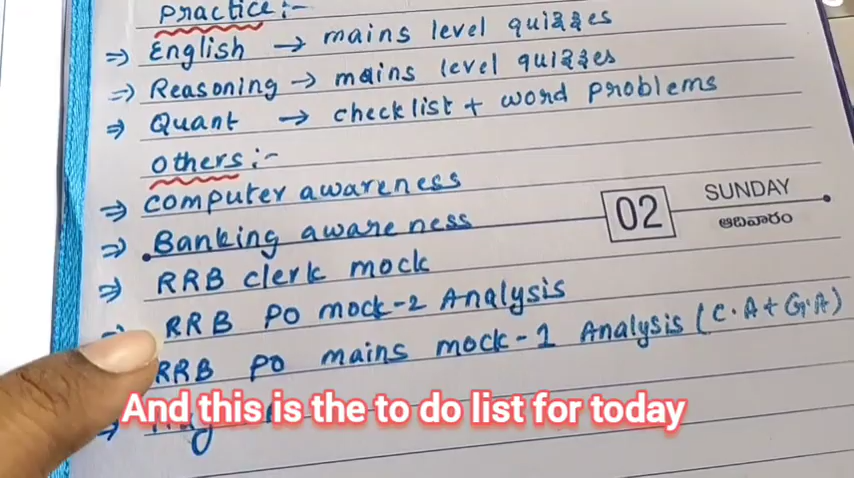 Practice:-
⇒ English → mains level quizzes
⇒ Reasoning → mains level quizzes
⇒ Quant → checklist + word problems
others:-
⇒ computer awareness
⇒ Banking awareness
02 SUNDAY
ఆదివారం
⇒ RRB clerk mock
⇒ RRB PO mock-2 Analysis
RRB PO mains mock-1 Analysis (C.A + G.A)
And this is the to do list for today